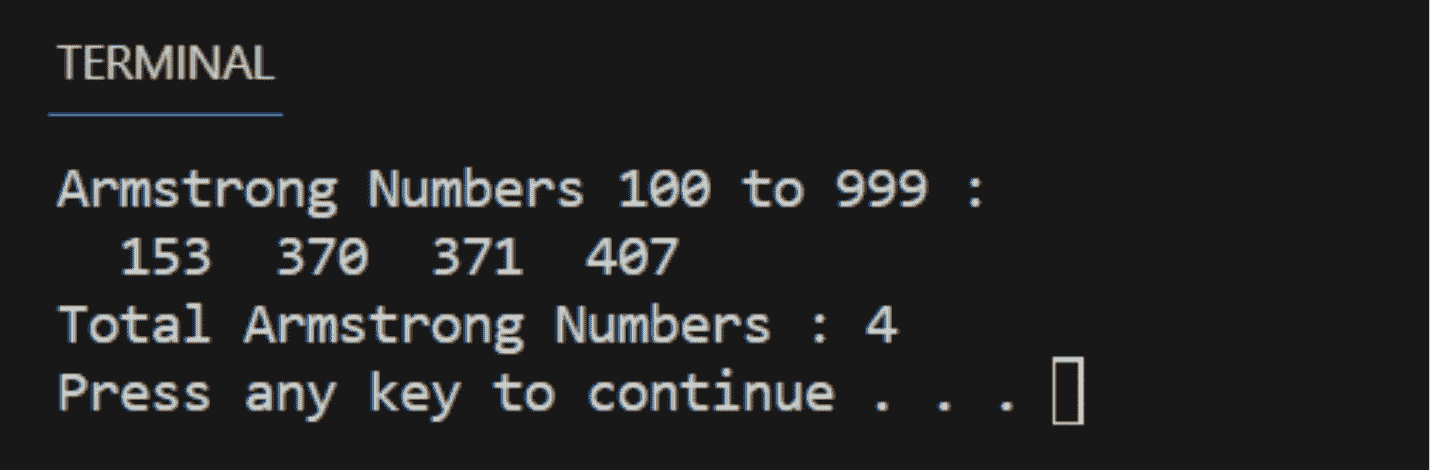 TERMINAL
Armstrong Numbers 100 to 999 :
153 370 371 407
Total Armstrong Numbers : 4
Press any key to continue . . .